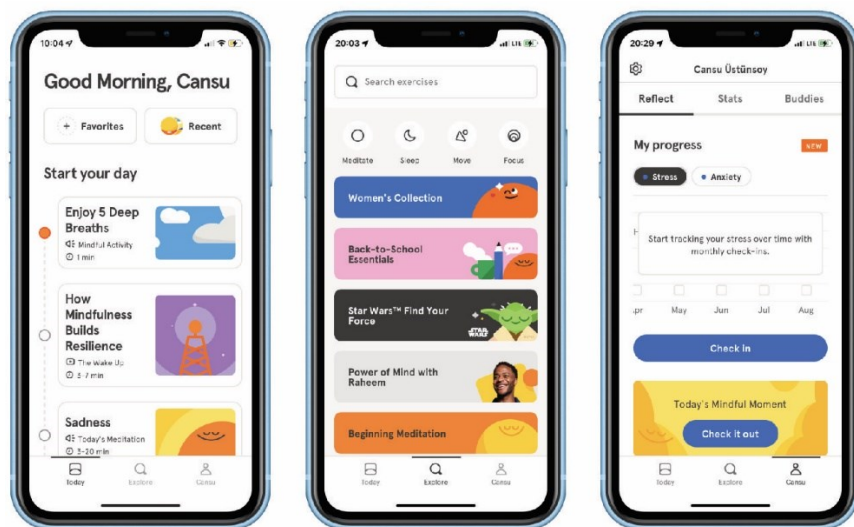 10:04
Good Morning, Cansu
+ Favorites
Recent
Start your day
Enjoy 5 Deep
Breaths
Mindful Activity
1 min
How
Mindfulness
Builds
Resilience
The Wake Up
3-7 min
Sadness
Today's Meditation
3-20 min
Today
Explore
Cansu
20:03
LTE
Search exercises
Meditate
Sleep
Move
Focus
Women's Collection
Back-to-School
Essentials
Star Wars™ Find Your
Force
STAR
WARS
Power of Mind with
Raheem
Beginning Meditation
Today
Explore
Cansu
20:29
LTE
Cansu Üstünsoy
Reflect
Stats
Buddies
My progress
NEW
Stress
Anxiety
Start tracking your stress over time with
monthly check-ins.
May
Jun
Jul
Aug
Check in
Today's Mindful Moment
Check it out
Today
Explore
Cansu